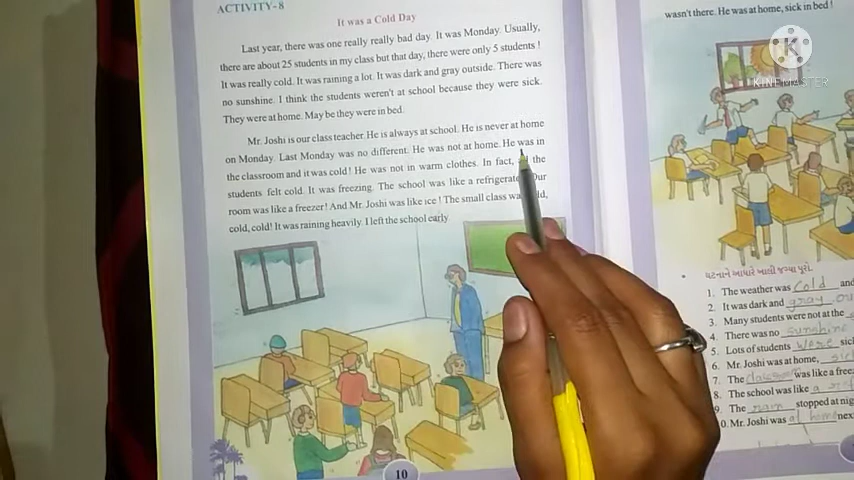 ACTIVITY-8
It was a Cold Day
Last year, there was one really really bad day. It was Monday. Usually,
there are about 25 students in my class but that day, there were only 5 students !
It was really cold. It was raining a lot. It was dark and gray outside. There was
no sunshine. I think the students weren't at school because they were sick.
They were at home. May be they were in bed.
Mr. Joshi is our class teacher. He is always at school. He is never at home
on Monday. Last Monday was no different. He was not at home. He was in
the classroom and it was cold! He was not in warm clothes. In fact, the
students felt cold. It was freezing. The school was like a Our
room was like a freezer! And Mr. Joshi was like ice ! The small class
cold, cold! It was raining heavily. I left the school early.
10
wasn't there. He was at home, sick in bed !
KINEMASTER
ઘટનાને આધારે ખાલી જગ્યા પૂરો.
1. The weather was cold and
2. It was dark and gray
3. Many students were not at the
4. There was no sunshine
5. Lots of students were
6. Mr. Joshi was at home,
7. The was like a
8. The school was like a
9. The rain stopped at
0. Mr. Joshi was at home